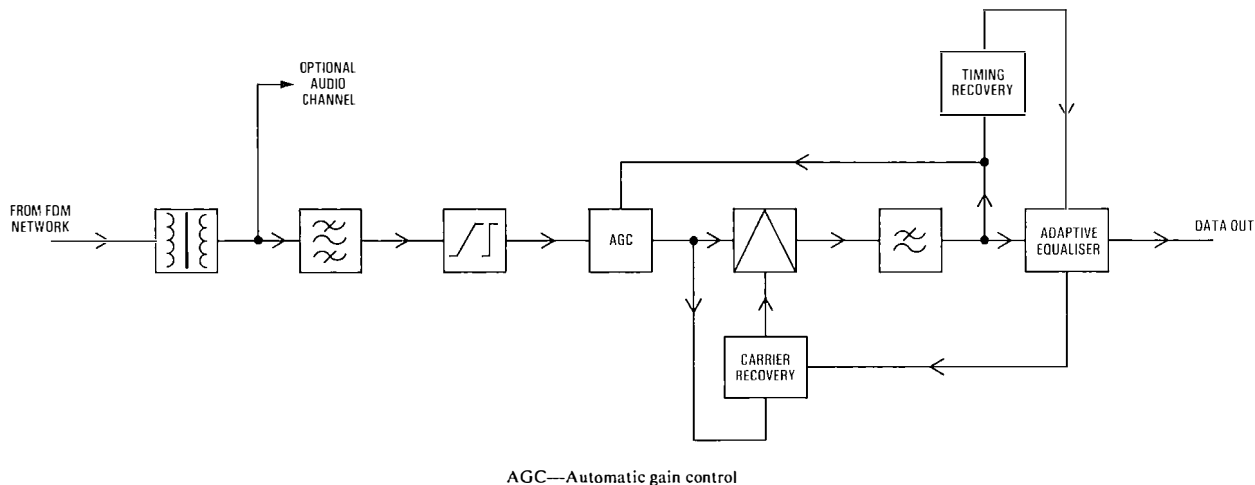 OPTIONAL
AUDIO
CHANNEL
TIMING
RECOVERY
FROM FDM
NETWORK
AGC
ADAPTIVE
EQUALISER
DATA OUT
CARRIER
RECOVERY
AGC—Automatic gain control